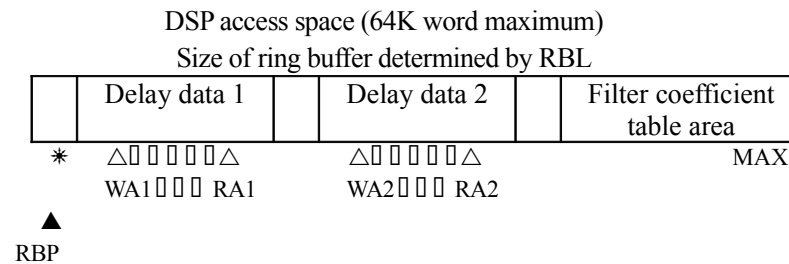 DSP access space (64K word maximum)
Size of ring buffer determined by RBL
Delay data 1 Delay data 2 Filter coefficient
table area
✴ △▯▯▯▯▯△ △▯▯▯▯▯△ MAX
WA1▯▯▯ RA1 WA2▯▯▯ RA2
▲
RBP